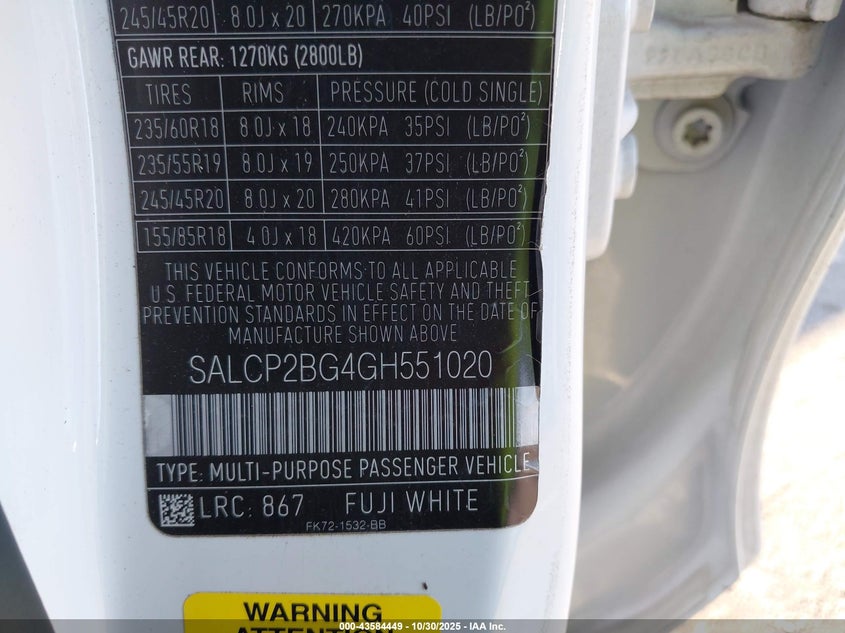 245/45R20 8.0J x 20 270KPA 40PSI (LB/PO²)
GAWR REAR: 1270KG (2800LB)
TIRES RIMS PRESSURE (COLD SINGLE)
235/60R18 8.0J x 18 240KPA 35PSI (LB/PO²)
235/55R19 8.0J x 19 250KPA 37PSI (LB/PO²)
245/45R20 8.0J x 20 280KPA 41PSI (LB/PO²)
155/85R18 4.0J x 18 420KPA 60PSI (LB/PO²)
THIS VEHICLE CONFORMS TO ALL APPLICABLE
U.S. FEDERAL MOTOR VEHICLE SAFETY AND THEFT
PREVENTION STANDARDS IN EFFECT ON THE DATE OF
MANUFACTURE SHOWN ABOVE
SALCP2BG4GH551020
TYPE: MULTI-PURPOSE PASSENGER VEHICLE
LRC: 867 FUJI WHITE
FK72-1532-BB
WARNING
ATTENTION
000-43584449 - 10/30/2025 - IAA Inc.